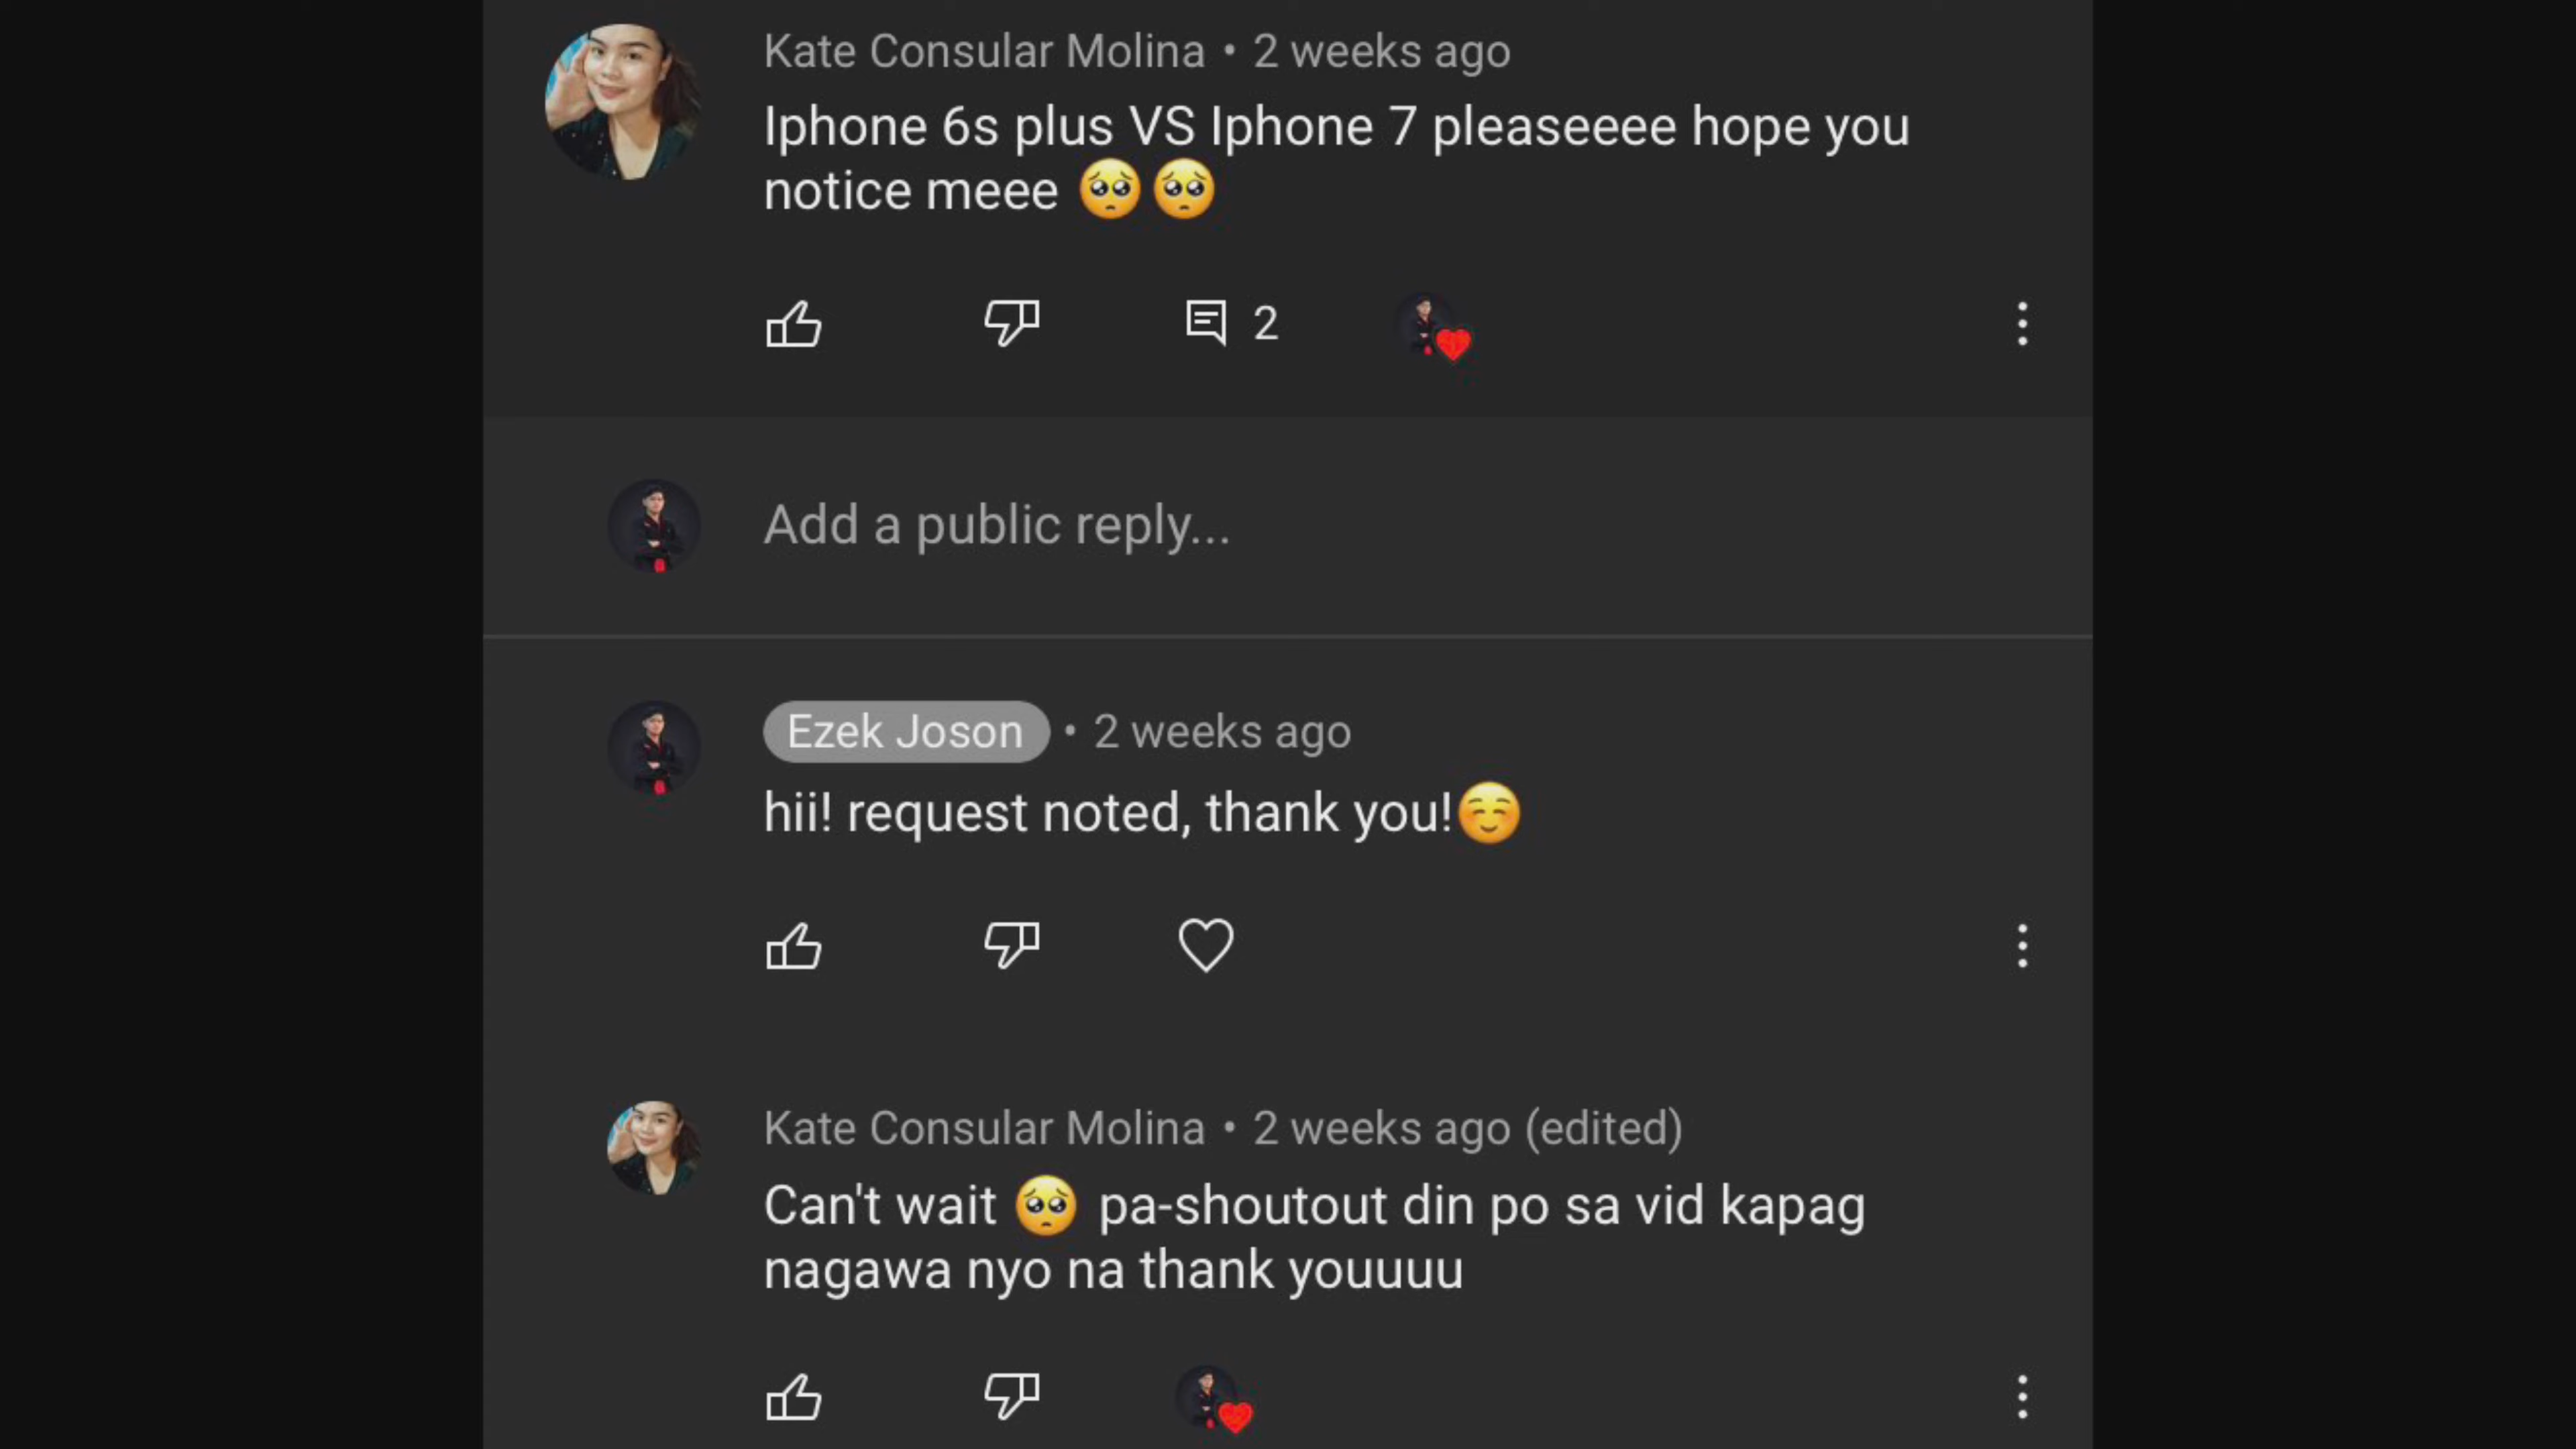 Kate Consular Molina • 2 weeks ago
Iphone 6s plus VS Iphone 7 pleaseeee hope you
notice meee 🥺🥺
2
Add a public reply...
Ezek Joson • 2 weeks ago
hii! request noted, thank you!☺️
Kate Consular Molina • 2 weeks ago (edited)
Can't wait 🥺 pa-shoutout din po sa vid kapag
nagawa nyo na thank youuuu